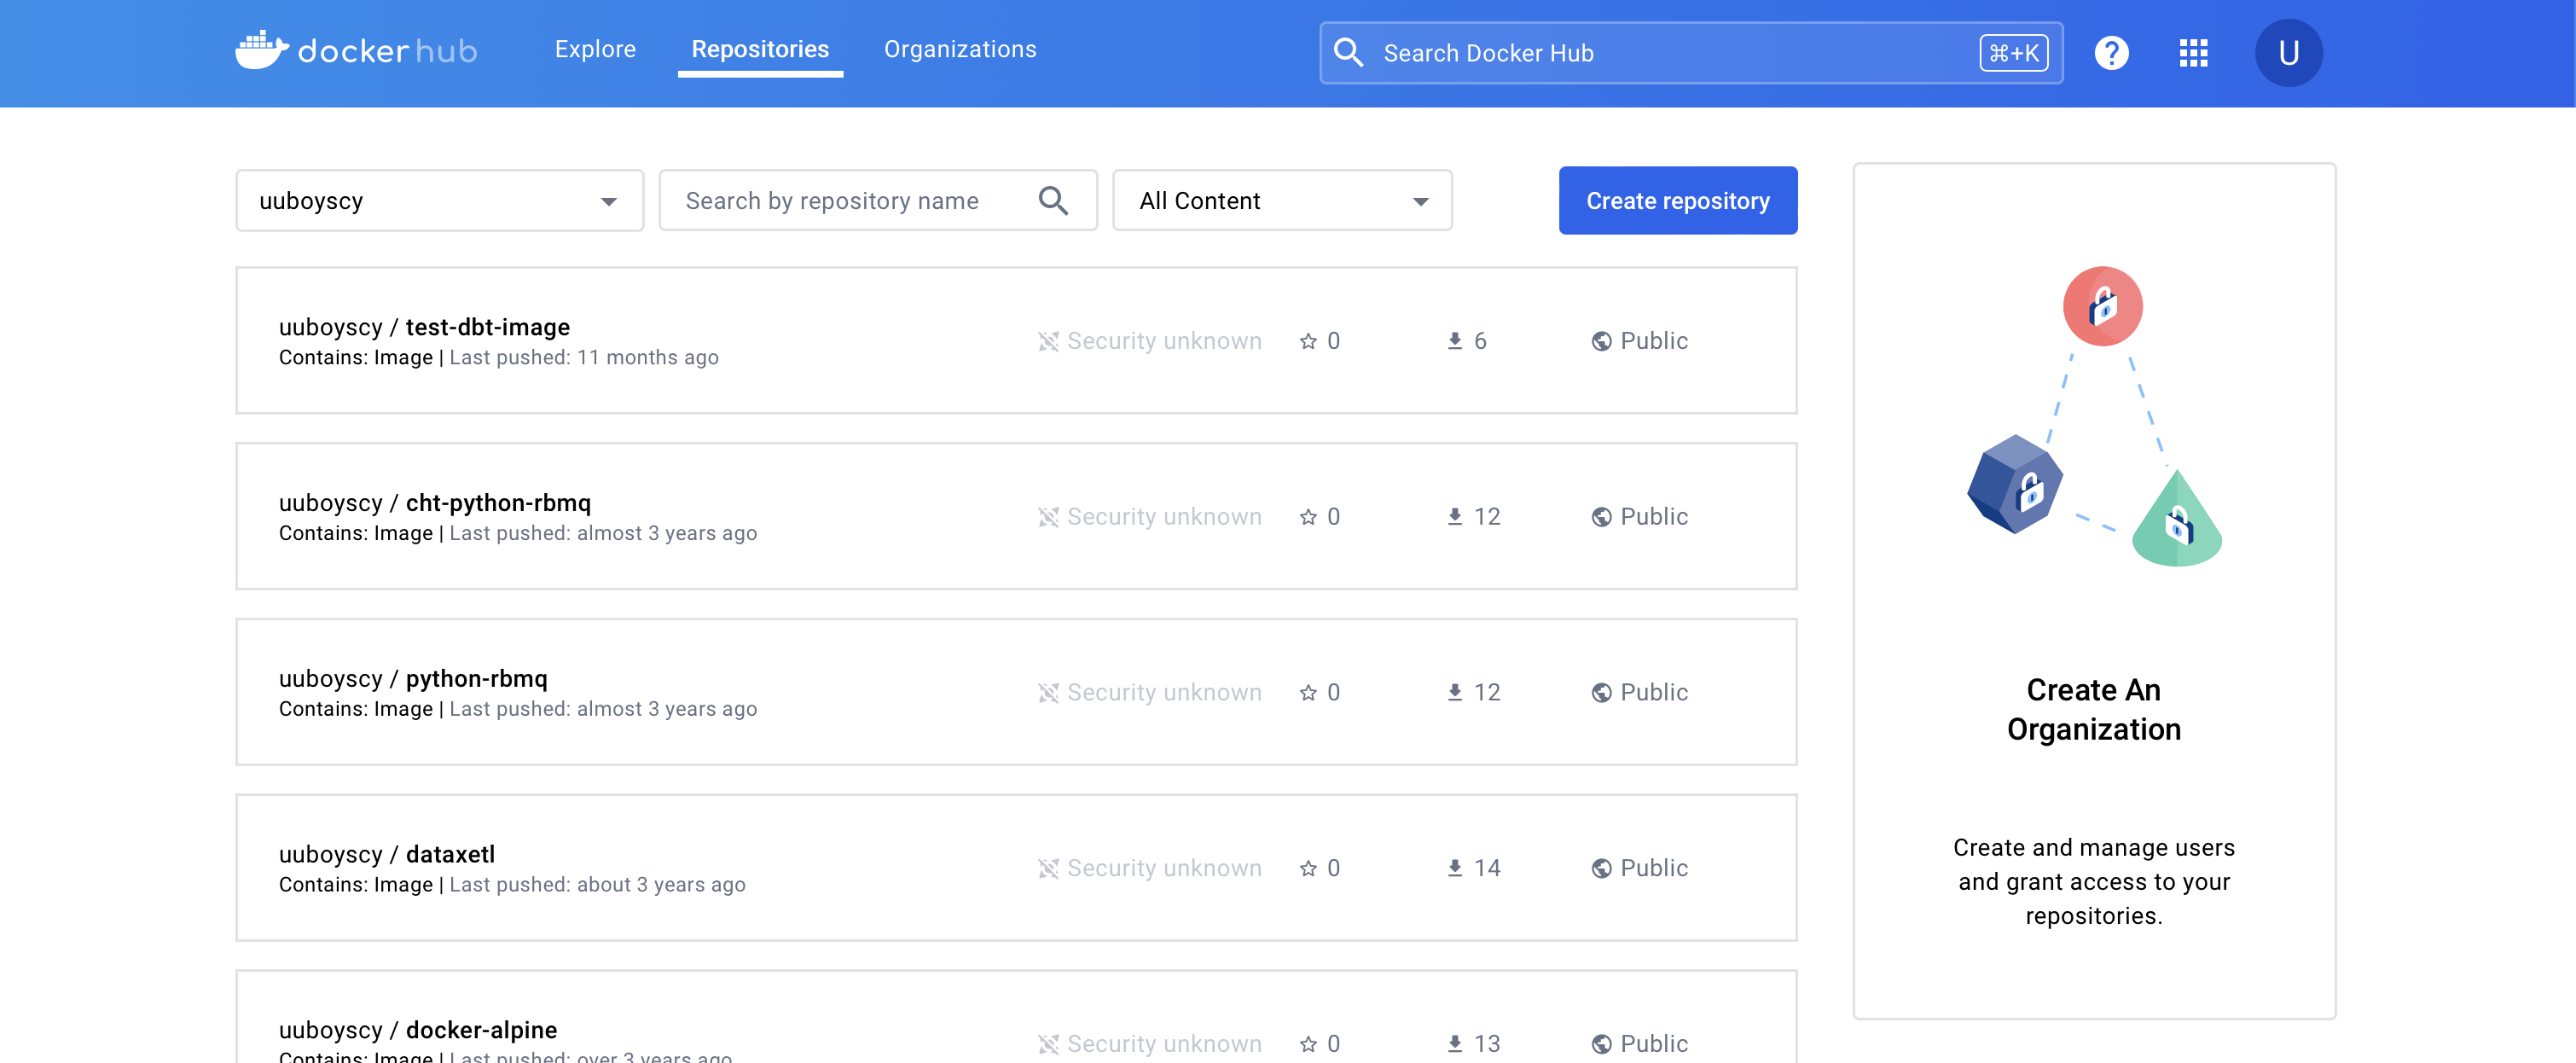 dockerhub Explore Repositories Organizations Search Docker Hub ⌘+K U
uuboyscy Search by repository name All Content Create repository
uuboyscy / test-dbt-image
Contains: Image | Last pushed: 11 months ago
Security unknown 0 6 Public
uuboyscy / cht-python-rbmq
Contains: Image | Last pushed: almost 3 years ago
Security unknown 0 12 Public
uuboyscy / python-rbmq
Contains: Image | Last pushed: almost 3 years ago
Security unknown 0 12 Public
uuboyscy / dataxetl
Contains: Image | Last pushed: about 3 years ago
Security unknown 0 14 Public
uuboyscy / docker-alpine
Contains: Image | Last pushed: over 3 years ago
Security unknown 0 13 Public
Create An
Organization
Create and manage users
and grant access to your
repositories.